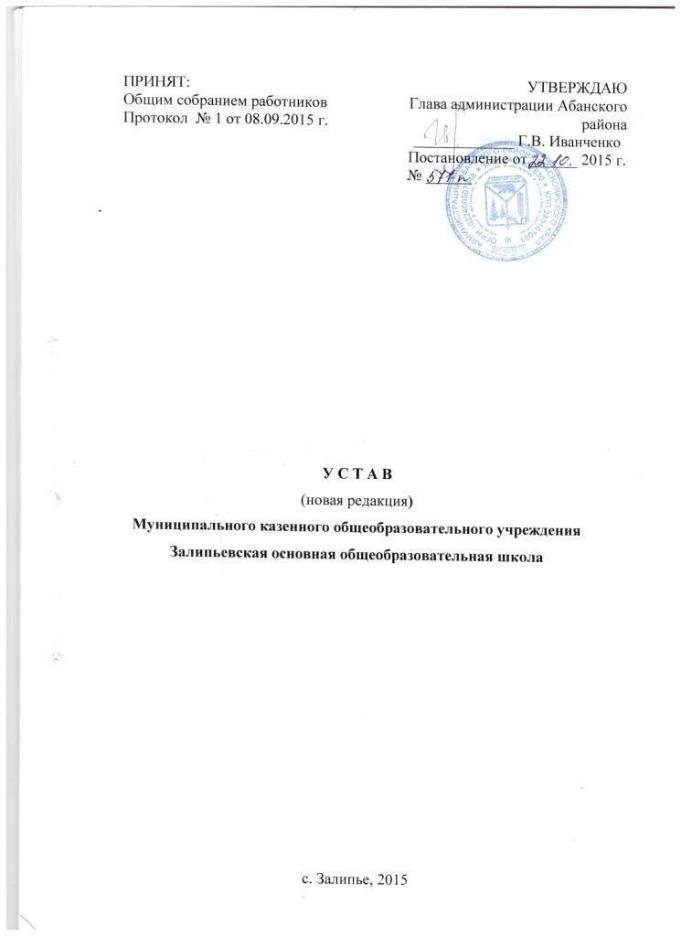 ПРИНЯТ:
Общим собранием работников
Протокол № 1 от 08.09.2015 г.
УТВЕРЖДАЮ
Глава администрации Абанского
района
Г.В. Иванченко
Постановление от 22.10. 2015 г.
№ 577п
У С Т А В
(новая редакция)
Муниципального казенного общеобразовательного учреждения
Залипьевская основная общеобразовательная школа
с. Залипье, 2015